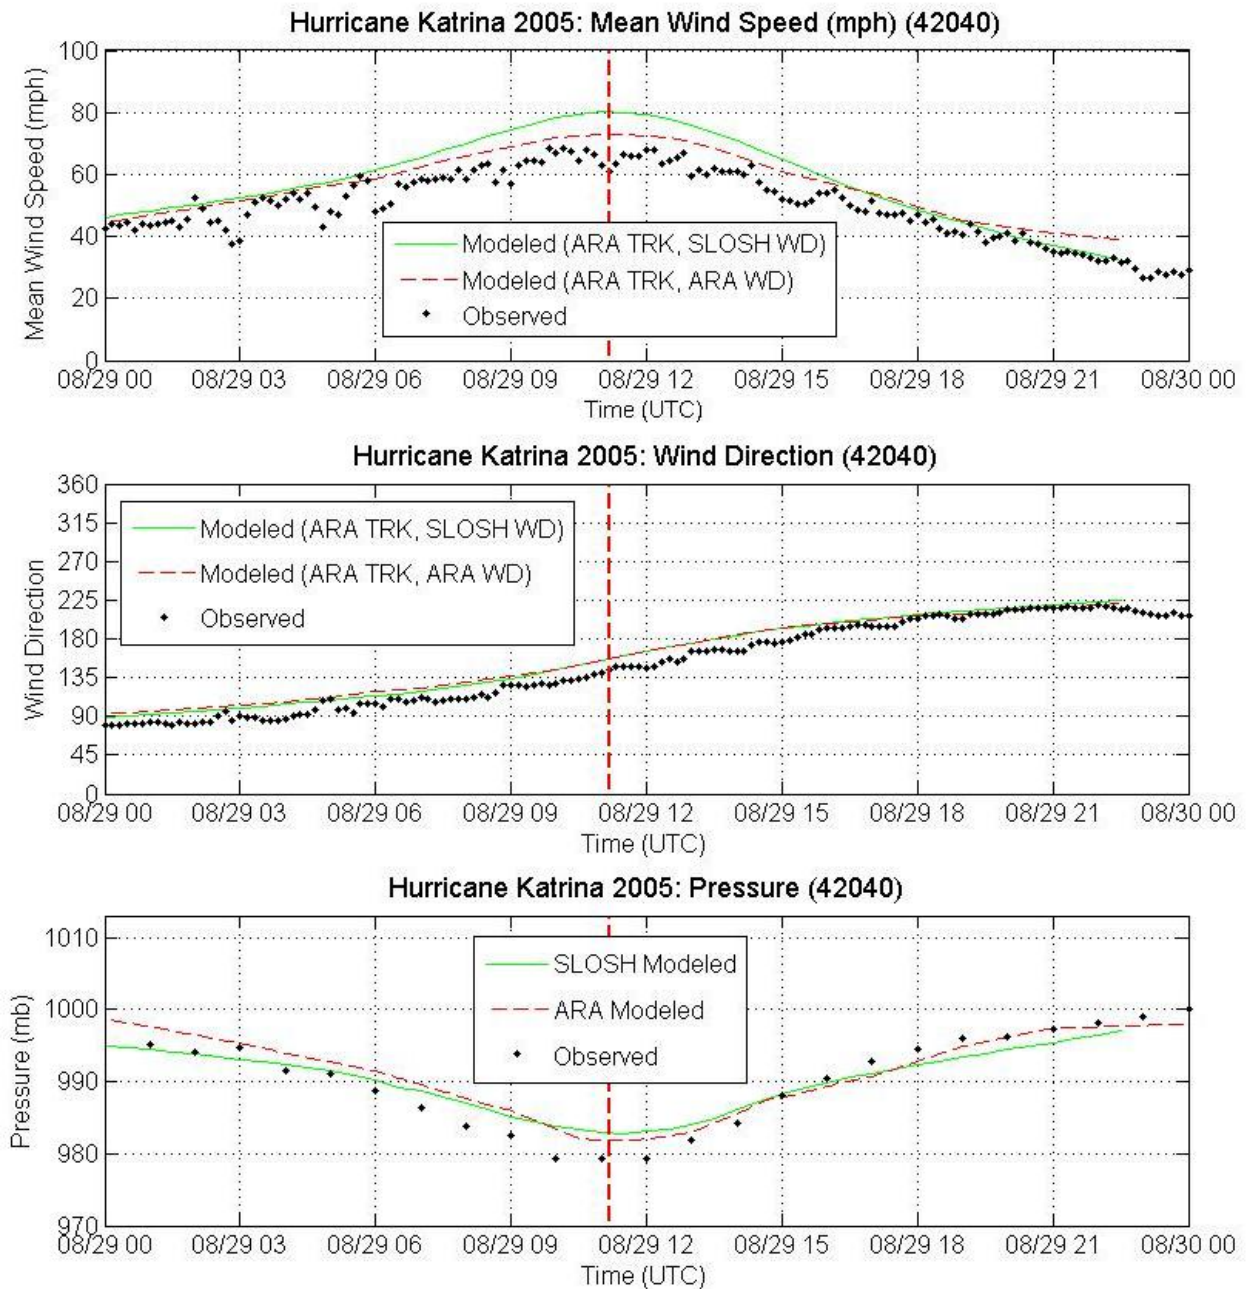 Hurricane Katrina 2005: Mean Wind Speed (mph) (42040)
100
80
60
40
20
0
Mean Wind Speed (mph)
Modeled (ARA TRK, SLOSH WD)
Modeled (ARA TRK, ARA WD)
Observed
08/29 00 08/29 03 08/29 06 08/29 09 08/29 12 08/29 15 08/29 18 08/29 21 08/30 00
Time (UTC)
Hurricane Katrina 2005: Wind Direction (42040)
360
315
270
225
180
135
90
45
0
Wind Direction
Modeled (ARA TRK, SLOSH WD)
Modeled (ARA TRK, ARA WD)
Observed
08/29 00 08/29 03 08/29 06 08/29 09 08/29 12 08/29 15 08/29 18 08/29 21 08/30 00
Time (UTC)
Hurricane Katrina 2005: Pressure (42040)
1010
1000
990
980
970
Pressure (mb)
SLOSH Modeled
ARA Modeled
Observed
08/29 00 08/29 03 08/29 06 08/29 09 08/29 12 08/29 15 08/29 18 08/29 21 08/30 00
Time (UTC)